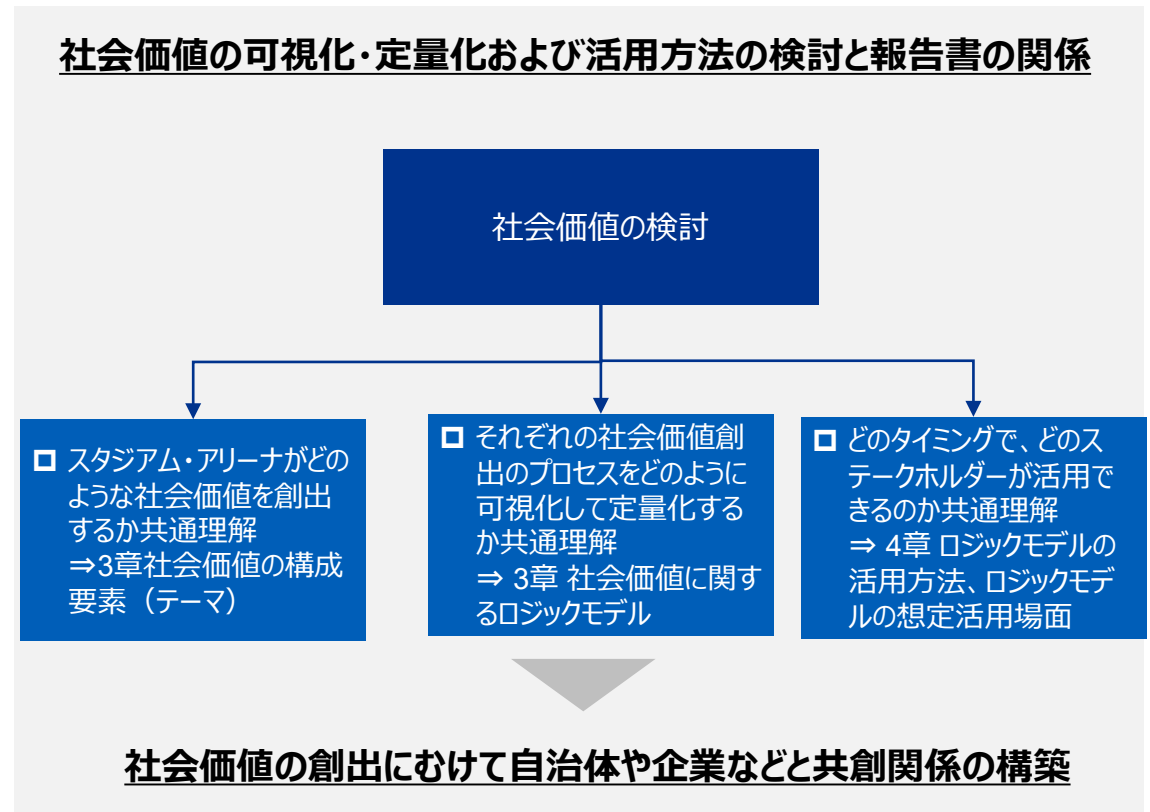 社会価値の可視化・定量化および活用方法の検討と報告書の関係
社会価値の検討
スタジアム・アリーナがどの
ような社会価値を創出
するか共通理解
⇒3章社会価値の構成
要素（テーマ）
それぞれの社会価値創
出のプロセスをどのように
可視化して定量化する
か共通理解
⇒ 3章 社会価値に関す
るロジックモデル
どのタイミングで、どのス
テークホルダーが活用で
きるのか共通理解
⇒ 4章 ロジックモデルの
活用方法、ロジックモデ
ルの想定活用場面
社会価値の創出にむけて自治体や企業などと共創関係の構築